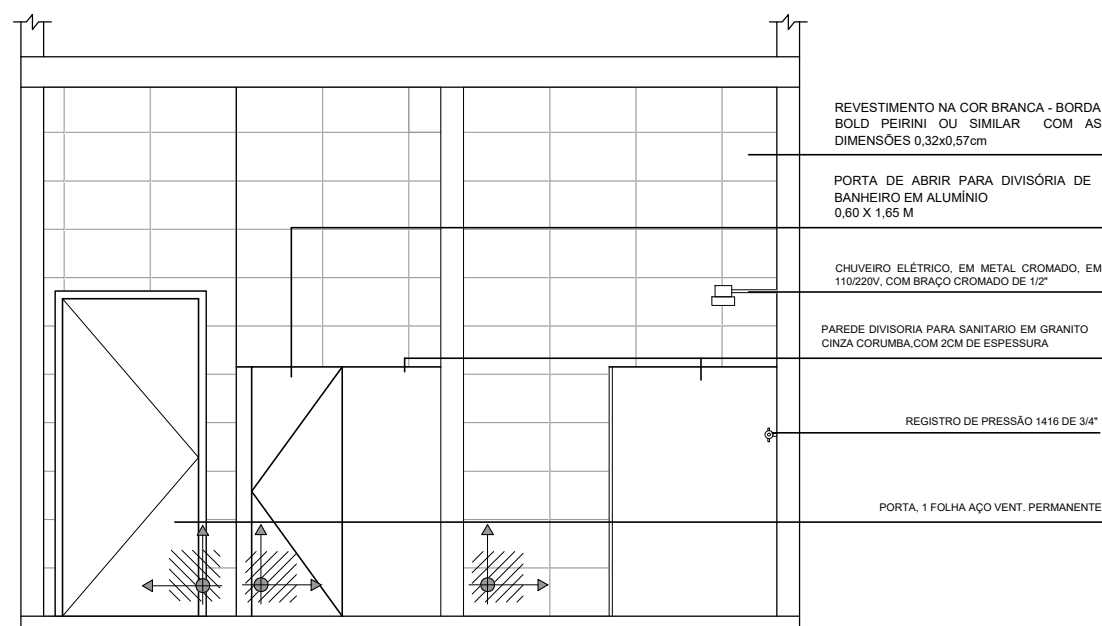 REVESTIMENTO NA COR BRANCA - BORDA
BOLD PEIRINI OU SIMILAR COM AS
DIMENSÕES 0,32x0,57cm
PORTA DE ABRIR PARA DIVISÓRIA DE
BANHEIRO EM ALUMÍNIO
0,60 X 1,65 M
CHUVEIRO ELÉTRICO, EM METAL CROMADO, EM
110/220V, COM BRAÇO CROMADO DE 1/2"
PAREDE DIVISORIA PARA SANITARIO EM GRANITO
CINZA CORUMBA,COM 2CM DE ESPESSURA
REGISTRO DE PRESSÃO 1416 DE 3/4"
PORTA, 1 FOLHA AÇO VENT. PERMANENTE